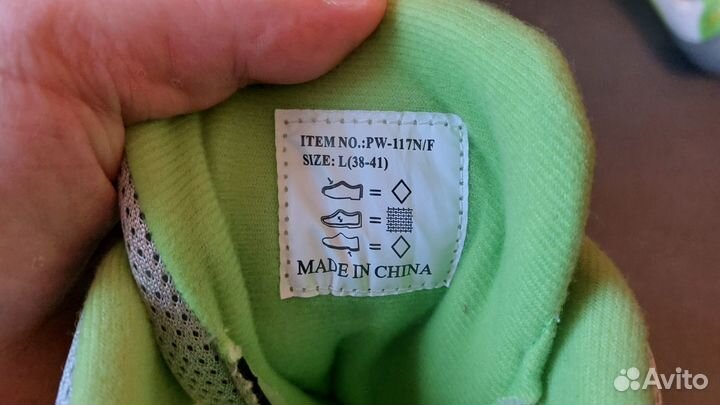 ITEM NO.:PW-117N/F
SIZE: L(38-41)
=
=
=
MADE IN CHINA
Avito